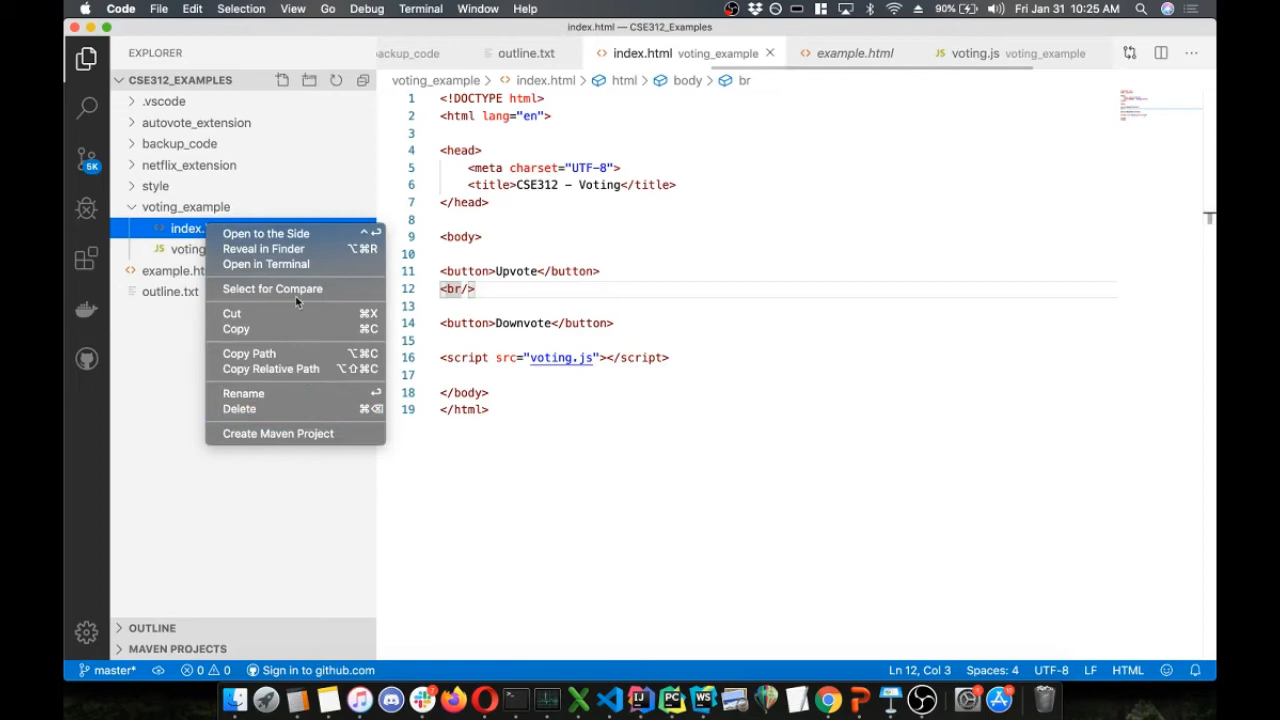 Code File Edit Selection View Go Debug Terminal Window Help 90% Fri Jan 31 10:25 AM
index.html — CSE312_Examples
EXPLORER
backup_code outline.txt index.html voting_example example.html voting.js voting_example
CSE312_EXAMPLES
voting_example > index.html > html > body > br
.vscode
autovote_extension
backup_code
netflix_extension
style
voting_example
index.
voting
example.ht
outline.txt
5K
Open to the Side ^↩
Reveal in Finder ⌥⌘R
Open in Terminal
Select for Compare
Cut ⌘X
Copy ⌘C
Copy Path ⌥⌘C
Copy Relative Path ⌥⇧⌘C
Rename ↩
Delete ⌘⌫
Create Maven Project
1 <!DOCTYPE html>
2 <html lang="en">
3
4 <head>
5 <meta charset="UTF-8">
6 <title>CSE312 - Voting</title>
7 </head>
8
9 <body>
10
11 <button>Upvote</button>
12 <br/>
13
14 <button>Downvote</button>
15
16 <script src="voting.js"></script>
17
18 </body>
19 </html>
OUTLINE
MAVEN PROJECTS
master* 0 0 Sign in to github.com Ln 12, Col 3 Spaces: 4 UTF-8 LF HTML
IJ PC WS